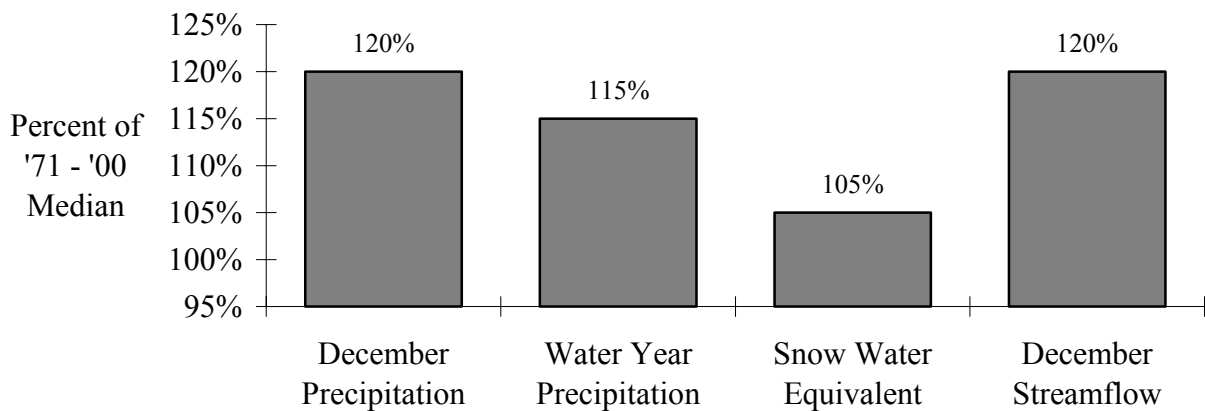 125%
120%
115%
110%
105%
100%
95%
Percent of
'71 - '00
Median
120%
115%
105%
120%
December
Precipitation
Water Year
Precipitation
Snow Water
Equivalent
December
Streamflow